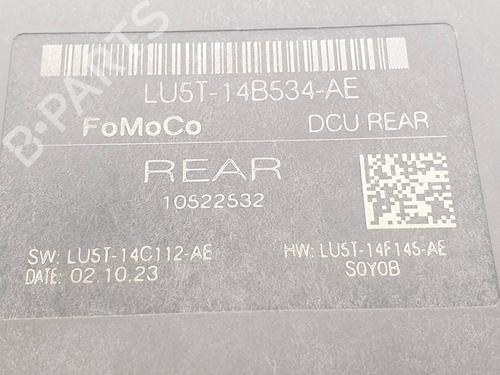 LU5T-14B534-AE
FoMoCo DCU REAR
REAR
10522532
SW: LU5T-14C112-AE HW: LU5T-14F145-AE
DATE: 02.10.23 S0Y0B
B-PARTS